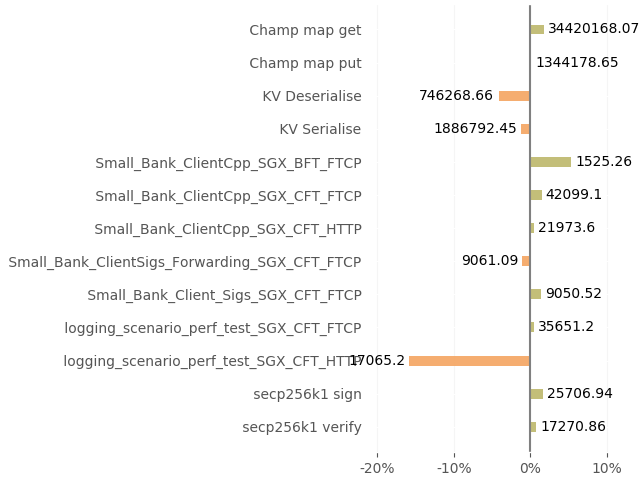 Champ map get 34420168.07
Champ map put 1344178.65
KV Deserialise 746268.66
KV Serialise 1886792.45
Small_Bank_ClientCpp_SGX_BFT_FTCP 1525.26
Small_Bank_ClientCpp_SGX_CFT_FTCP 42099.1
Small_Bank_ClientCpp_SGX_CFT_HTTP 21973.6
Small_Bank_ClientSigs_Forwarding_SGX_CFT_FTCP 9061.09
Small_Bank_Client_Sigs_SGX_CFT_FTCP 9050.52
logging_scenario_perf_test_SGX_CFT_FTCP 35651.2
logging_scenario_perf_test_SGX_CFT_HTTP 17065.2
secp256k1 sign 25706.94
secp256k1 verify 17270.86
-20% -10% 0% 10%